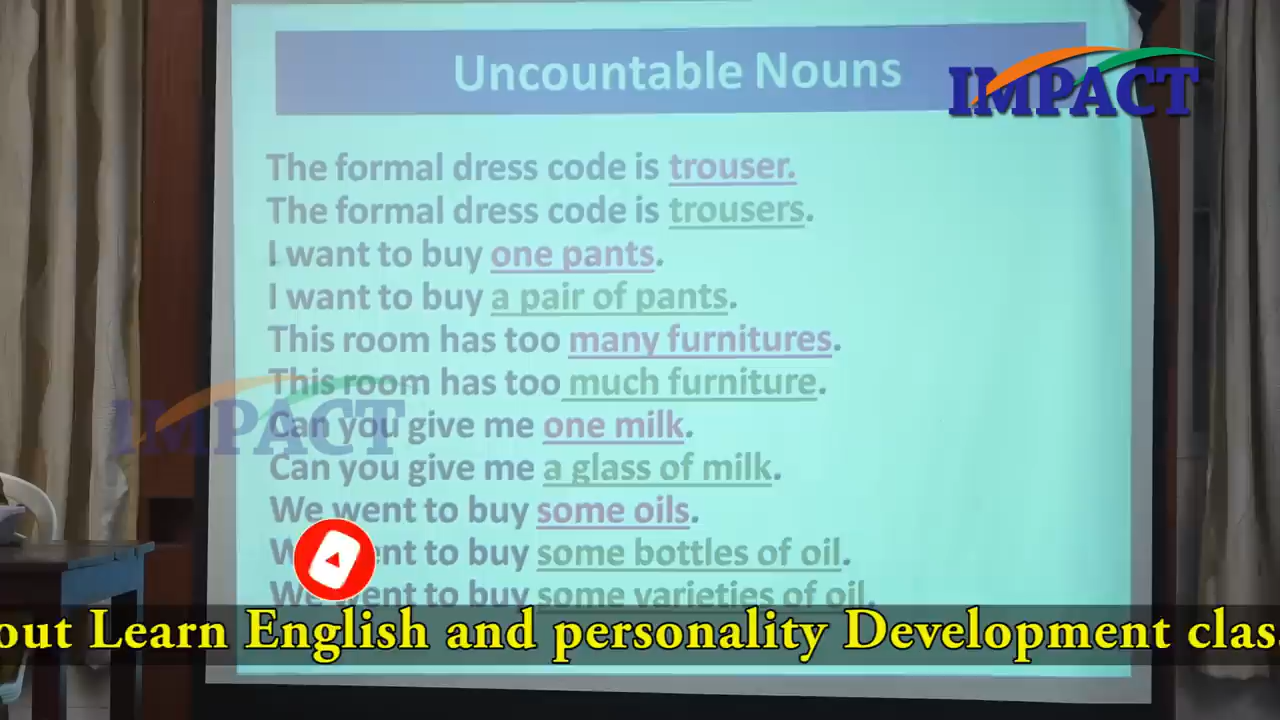 Uncountable Nouns
IMPACT
The formal dress code is trouser.
The formal dress code is trousers.
I want to buy one pants.
I want to buy a pair of pants.
This room has too many furnitures.
This room has too much furniture.
IMPACT
Can you give me one milk.
Can you give me a glass of milk.
We went to buy some oils.
We went to buy some bottles of oil.
We went to buy some varieties of oil.
out Learn English and personality Development clas